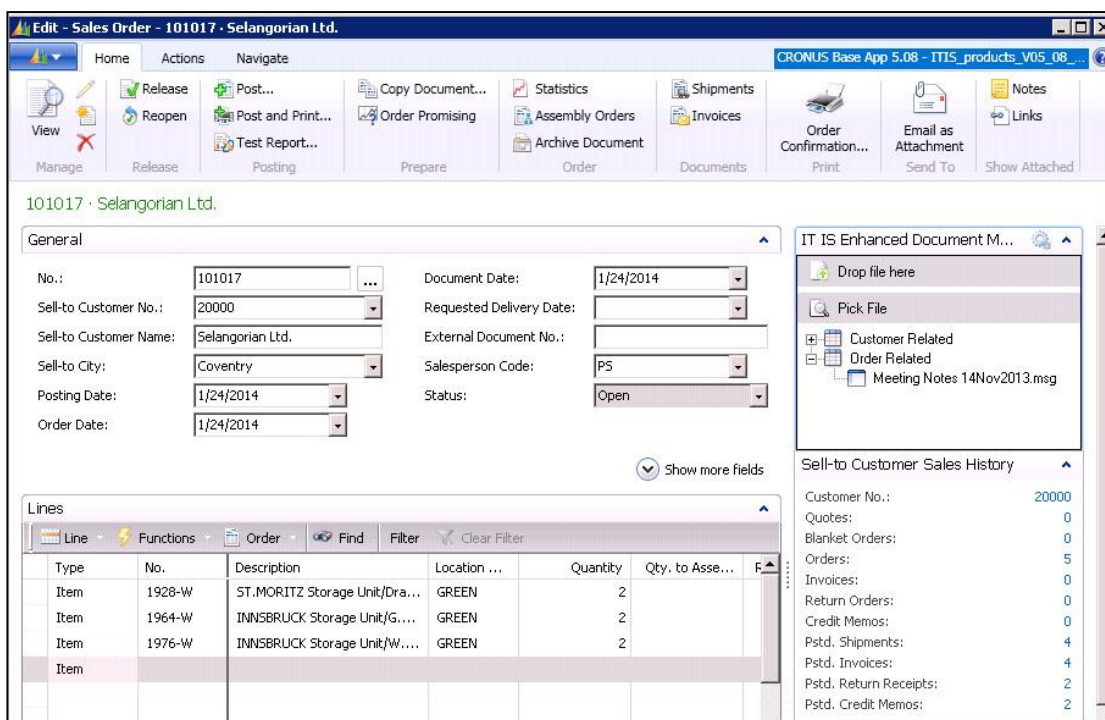 Edit - Sales Order - 101017 · Selangorian Ltd.
Home Actions Navigate
CRONUS Base App 5.08 - ITIS_products_V05_08_...
View
Manage
Release
Reopen
Release
Post...
Post and Print...
Test Report...
Posting
Copy Document...
Order Promising
Prepare
Statistics
Assembly Orders
Archive Document
Order
Shipments
Invoices
Documents
Order Confirmation...
Print
Email as Attachment
Send To
Notes
Links
Show Attached
101017 · Selangorian Ltd.
General
No.: 101017 ...
Sell-to Customer No.: 20000
Sell-to Customer Name: Selangorian Ltd.
Sell-to City: Coventry
Posting Date: 1/24/2014
Order Date: 1/24/2014
Document Date: 1/24/2014
Requested Delivery Date:
External Document No.:
Salesperson Code: PS
Status: Open
Show more fields
Lines
Line Functions Order Find Filter Clear Filter
Type No. Description Location ... Quantity Qty. to Asse...
Item 1928-W ST.MORITZ Storage Unit/Dra... GREEN 2
Item 1964-W INNSBRUCK Storage Unit/G.... GREEN 2
Item 1976-W INNSBRUCK Storage Unit/W.... GREEN 2
Item
IT IS Enhanced Document M...
Drop file here
Pick File
Customer Related
Order Related
Meeting Notes 14Nov2013.msg
Sell-to Customer Sales History
Customer No.: 20000
Quotes: 0
Blanket Orders: 0
Orders: 5
Invoices: 0
Return Orders: 0
Credit Memos: 0
Pstd. Shipments: 4
Pstd. Invoices: 4
Pstd. Return Receipts: 2
Pstd. Credit Memos: 2